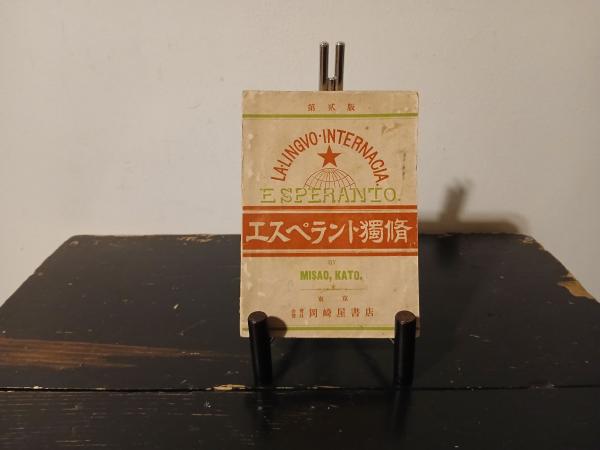 第貳版
LA·LINGVO·INTERNACIA.
ESPERANTO.
エスペラント獨脩
BY
MISAO, KATO.
東京
岡崎屋書店